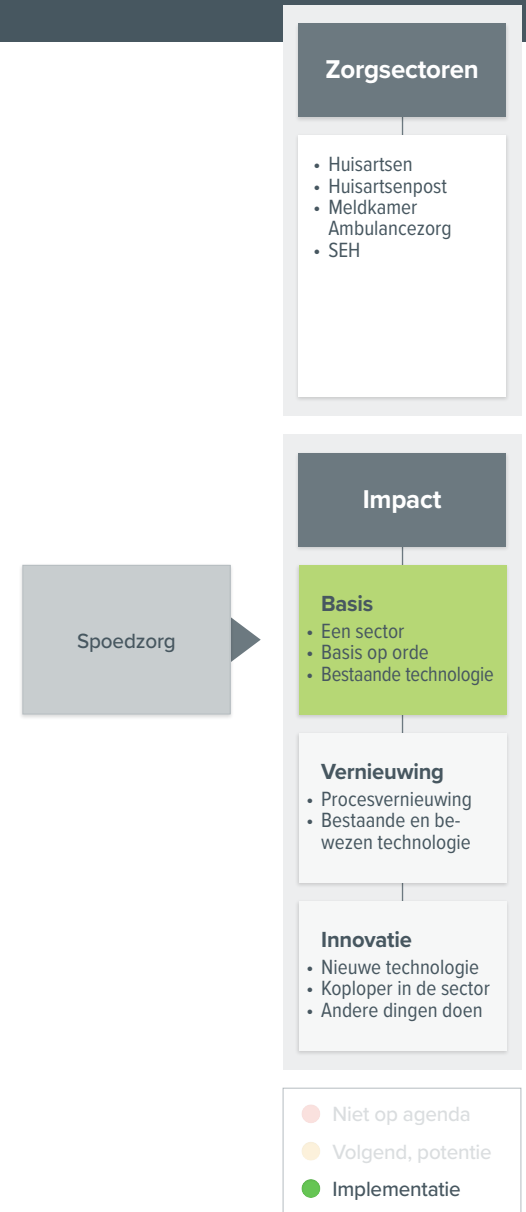 Zorgsectoren
• Huisartsen
• Huisartsenpost
• Meldkamer
Ambulancezorg
• SEH
Impact
Spoedzorg
Basis
• Een sector
• Basis op orde
• Bestaande technologie
Vernieuwing
• Procesvernieuwing
• Bestaande en be-
wezen technologie
Innovatie
• Nieuwe technologie
• Koploper in de sector
• Andere dingen doen
Niet op agenda
Volgend, potentie
Implementatie